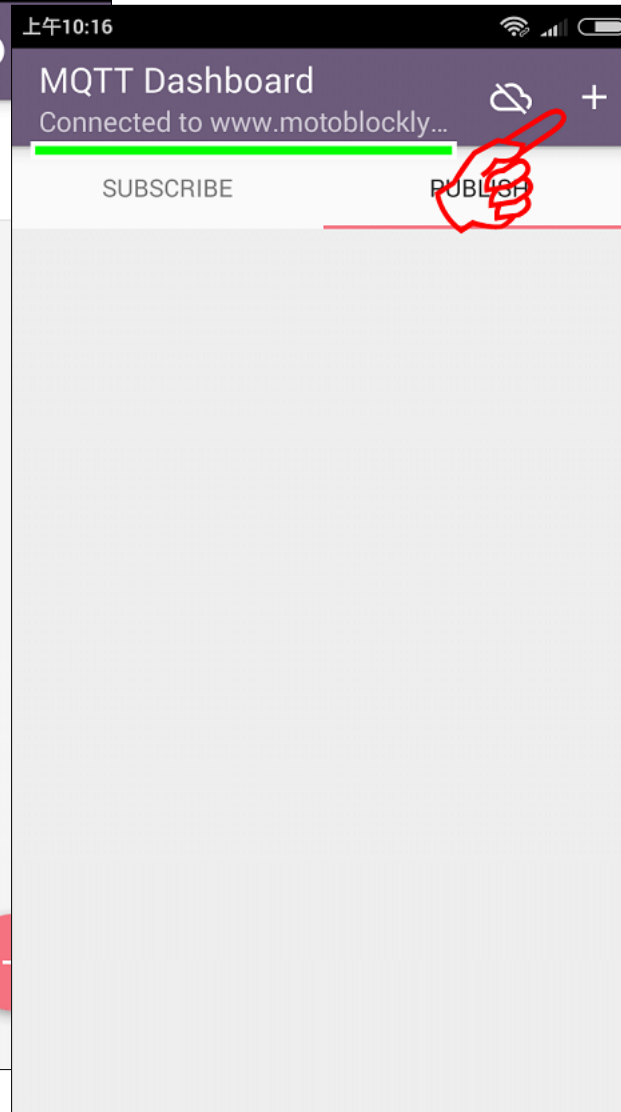 上午10:16
MQTT Dashboard
Connected to www.motoblockly...
SUBSCRIBE
PUBLISH